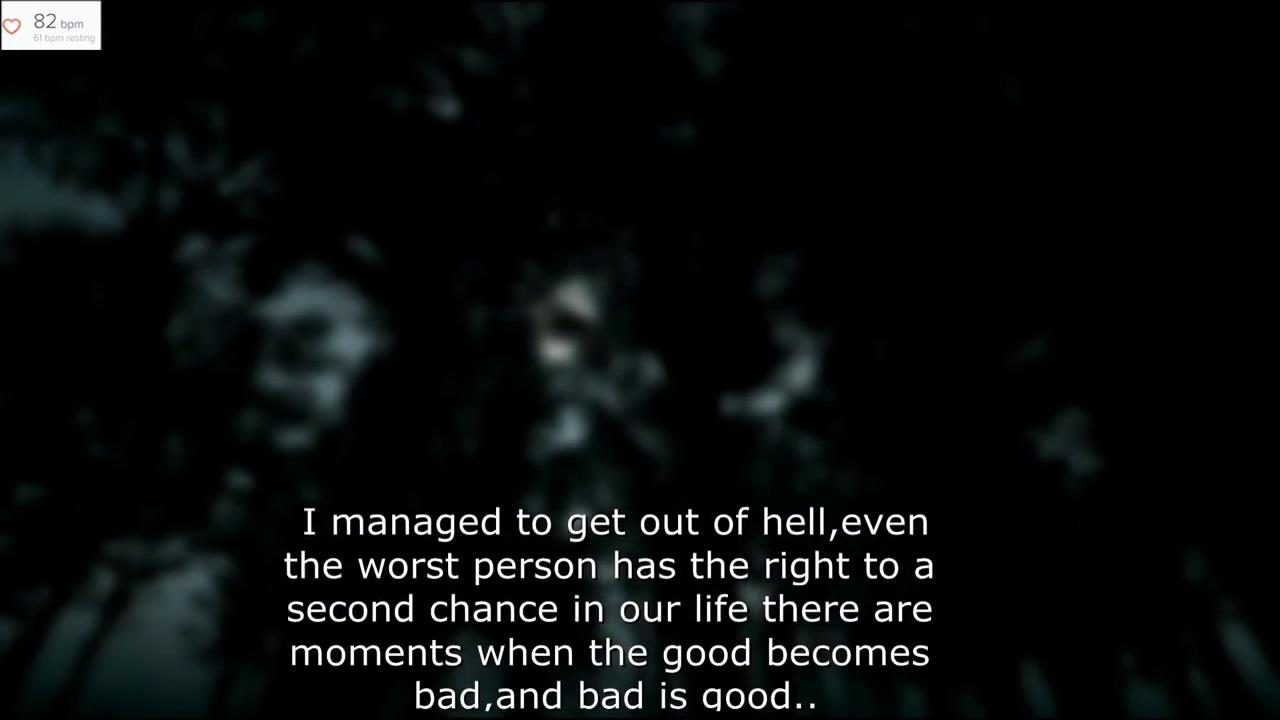 82 bpm
61 bpm resting
I managed to get out of hell,even
the worst person has the right to a
second chance in our life there are
moments when the good becomes
bad,and bad is good..